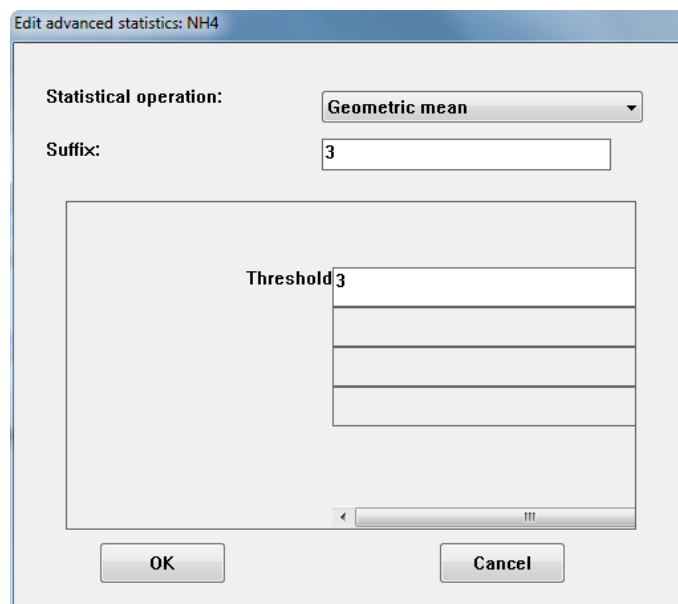 Edit advanced statistics: NH4
Statistical operation:
Geometric mean
Suffix:
3
Threshold
3
OK
Cancel